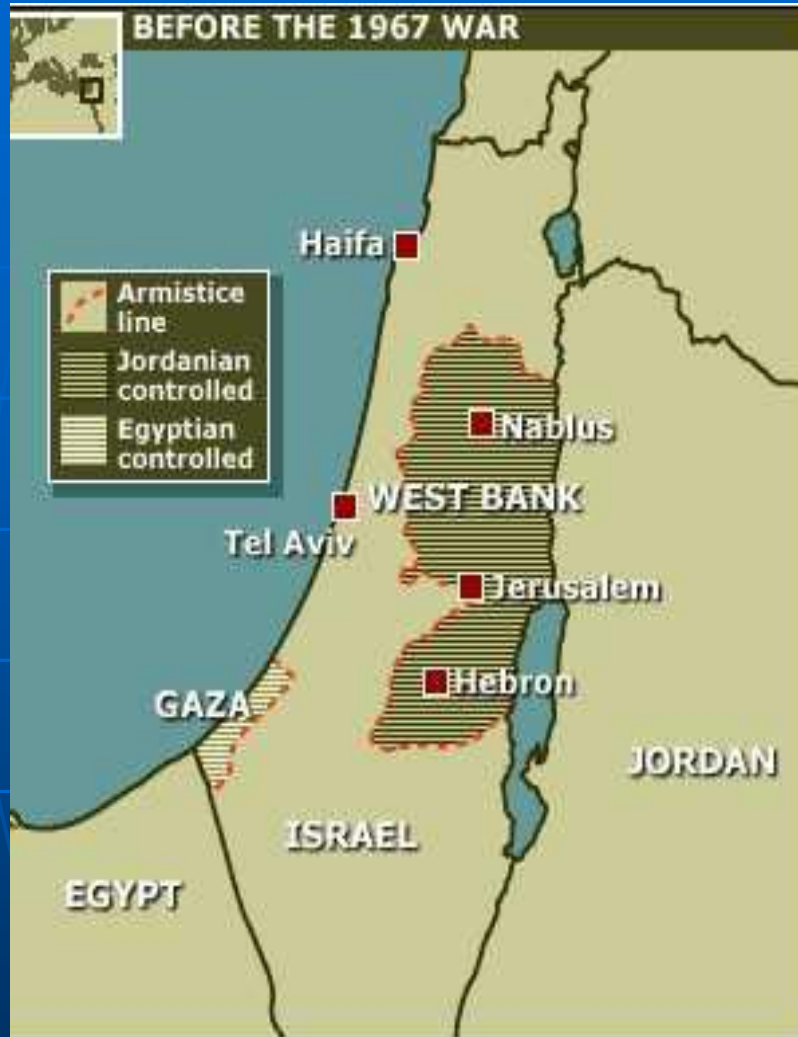 BEFORE THE 1967 WAR
Haifa
Armistice
line
Jordanian
controlled
Egyptian
controlled
Nablus
WEST BANK
Tel Aviv
Jerusalem
Hebron
GAZA
JORDAN
ISRAEL
EGYPT